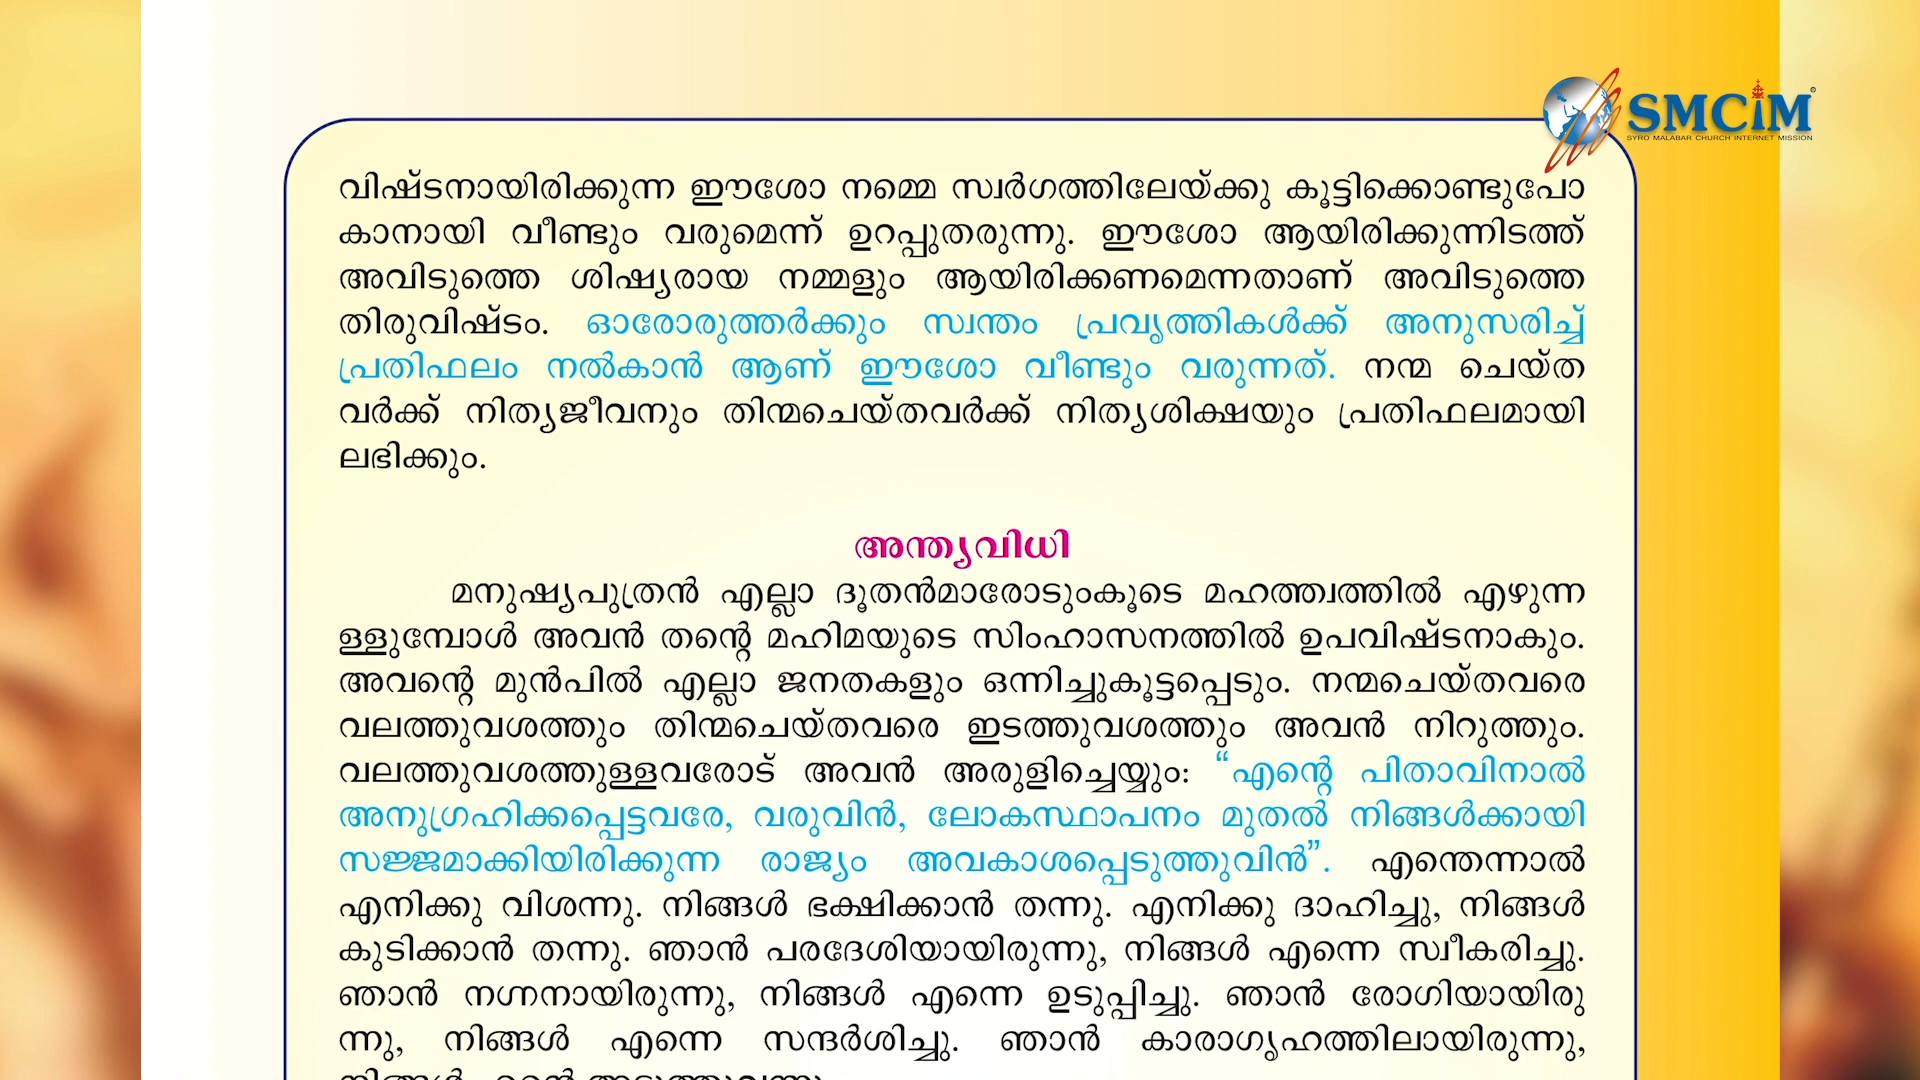 SMCIM
SYRO MALABAR CHURCH INTERNET MISSION
വിഷ്ടനായിരിക്കുന്ന ഈശോ നമ്മെ സ്വർഗത്തിലേയ്ക്കു കൂട്ടിക്കൊണ്ടുപോ
കാനായി വീണ്ടും വരുമെന്ന് ഉറപ്പുതരുന്നു. ഈശോ ആയിരിക്കുന്നിടത്ത്
അവിടുത്തെ ശിഷ്യരായ നമ്മളും ആയിരിക്കണമെന്നതാണ് അവിടുത്തെ
തിരുവിഷ്ടം. ഓരോരുത്തർക്കും സ്വന്തം പ്രവൃത്തികൾക്ക് അനുസരിച്ച്
പ്രതിഫലം നൽകാൻ ആണ് ഈശോ വീണ്ടും വരുന്നത്. നന്മ ചെയ്ത
വർക്ക് നിത്യജീവനും തിന്മചെയ്തവർക്ക് നിത്യശിക്ഷയും പ്രതിഫലമായി
ലഭിക്കും.
അന്ത്യവിധി
മനുഷ്യപുത്രൻ എല്ലാ ദൂതൻമാരോടുംകൂടെ മഹത്ത്വത്തിൽ എഴുന്ന
ള്ളുമ്പോൾ അവൻ തന്റെ മഹിമയുടെ സിംഹാസനത്തിൽ ഉപവിഷ്ടനാകും.
അവന്റെ മുൻപിൽ എല്ലാ ജനതകളും ഒന്നിച്ചുകൂട്ടപ്പെടും. നന്മചെയ്തവരെ
വലത്തുവശത്തും തിന്മചെയ്തവരെ ഇടത്തുവശത്തും അവൻ നിറുത്തും.
വലത്തുവശത്തുള്ളവരോട് അവൻ അരുളിച്ചെയ്യും: “എന്റെ പിതാവിനാൽ
അനുഗ്രഹിക്കപ്പെട്ടവരേ, വരുവിൻ, ലോകസ്ഥാപനം മുതൽ നിങ്ങൾക്കായി
സജ്ജമാക്കിയിരിക്കുന്ന രാജ്യം അവകാശപ്പെടുത്തുവിൻ”. എന്തെന്നാൽ
എനിക്കു വിശന്നു. നിങ്ങൾ ഭക്ഷിക്കാൻ തന്നു. എനിക്കു ദാഹിച്ചു, നിങ്ങൾ
കുടിക്കാൻ തന്നു. ഞാൻ പരദേശിയായിരുന്നു, നിങ്ങൾ എന്നെ സ്വീകരിച്ചു.
ഞാൻ നഗ്നനായിരുന്നു, നിങ്ങൾ എന്നെ ഉടുപ്പിച്ചു. ഞാൻ രോഗിയായിരു
ന്നു, നിങ്ങൾ എന്നെ സന്ദർശിച്ചു. ഞാൻ കാരാഗൃഹത്തിലായിരുന്നു,